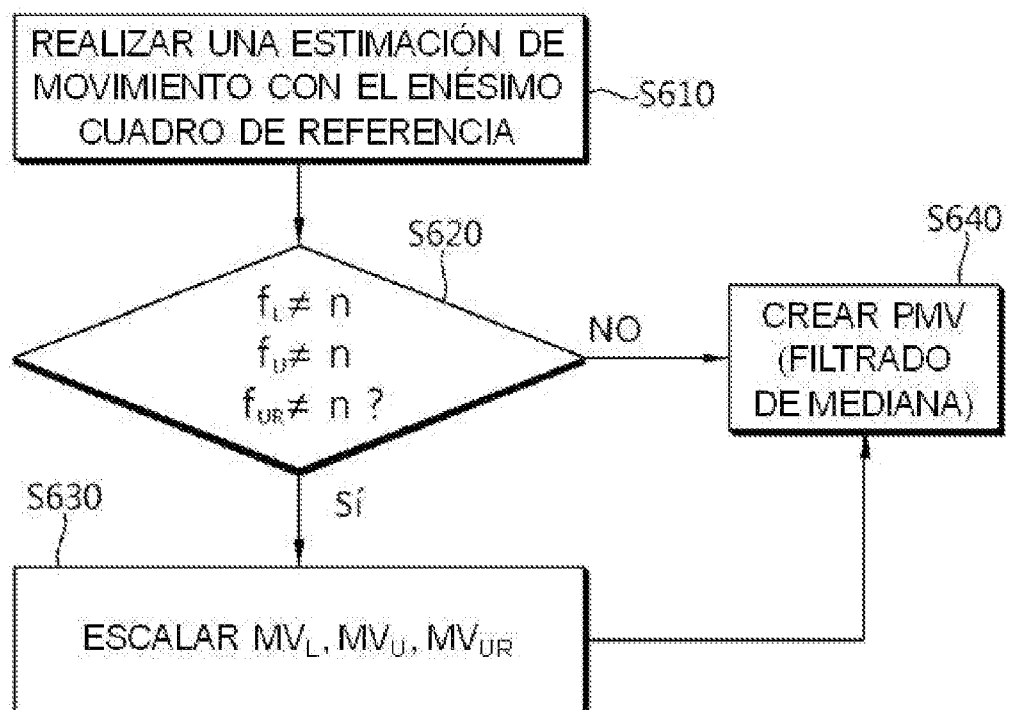 REALIZAR UNA ESTIMACIÓN DE
MOVIMIENTO CON EL ENÉSIMO
CUADRO DE REFERENCIA
S610
S620
f_L ≠ n
f_U ≠ n
f_UR ≠ n ?
NO
S640
CREAR PMV
(FILTRADO
DE MEDIANA)
SÍ
S630
ESCALAR MV_L, MV_U, MV_UR